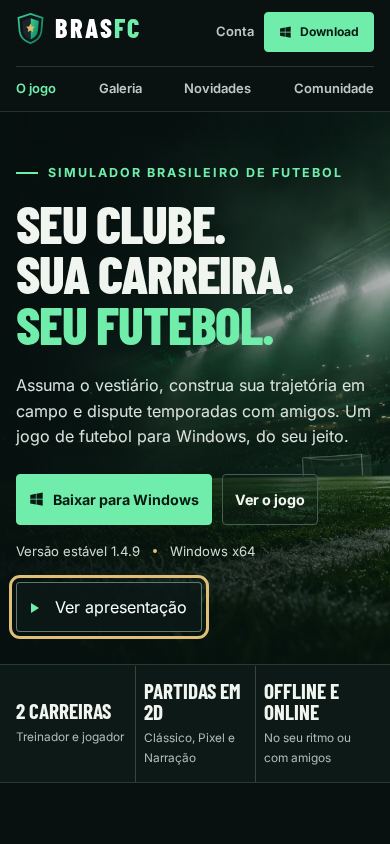 BRASFC
Conta
Download
O jogo
Galeria
Novidades
Comunidade
SIMULADOR BRASILEIRO DE FUTEBOL
SEU CLUBE.
SUA CARREIRA.
SEU FUTEBOL.
Assuma o vestiário, construa sua trajetória em
campo e dispute temporadas com amigos. Um
jogo de futebol para Windows, do seu jeito.
Baixar para Windows
Ver o jogo
Versão estável 1.4.9 • Windows x64
Ver apresentação
2 CARREIRAS
Treinador e jogador
PARTIDAS EM
2D
Clássico, Pixel e
Narração
OFFLINE E
ONLINE
No seu ritmo ou
com amigos